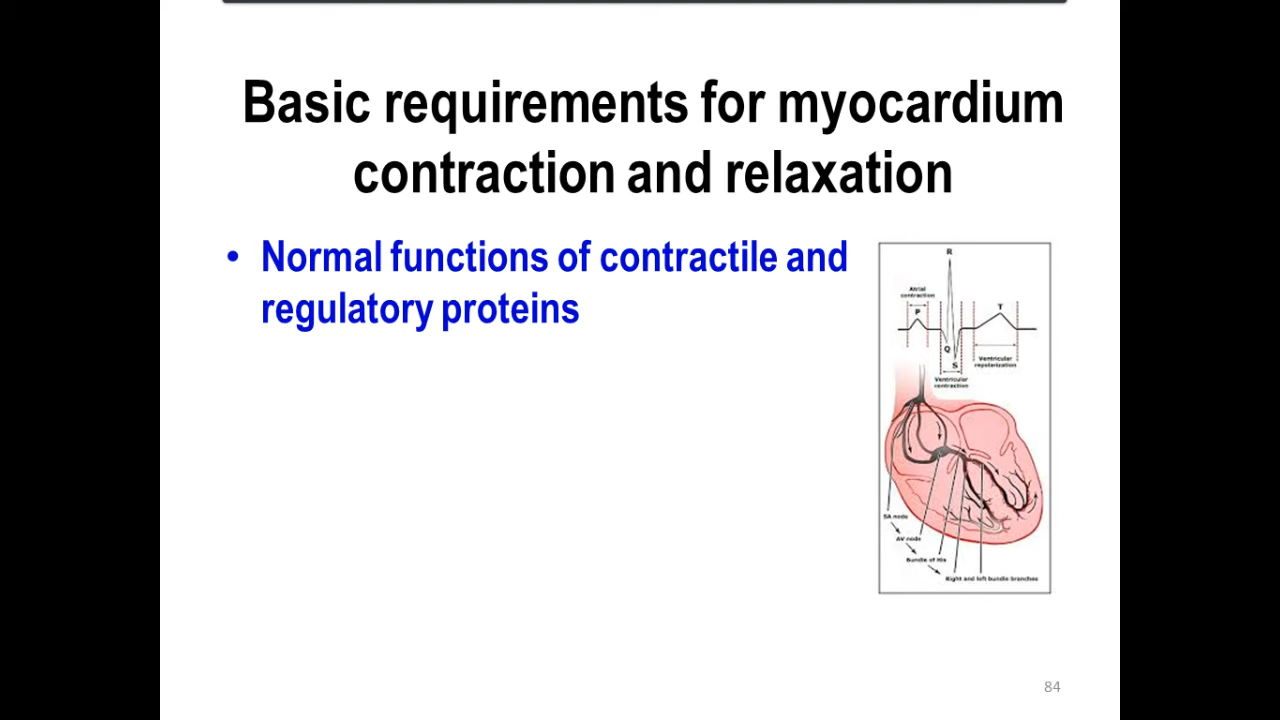 Basic requirements for myocardium
contraction and relaxation
• Normal functions of contractile and
regulatory proteins
R
Atrial
contraction
P
T
Q
S
Ventricular
repolarization
Ventricular
contraction
SA node
AV node
Bundle of His
Right and left bundle branches
84